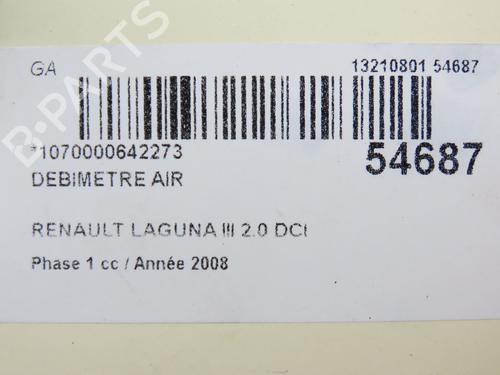 GA 13210801 54687
*1070000642273 54687
DEBIMETRE AIR
RENAULT LAGUNA III 2.0 DCI
Phase 1 cc / Année 2008
B-PARTS